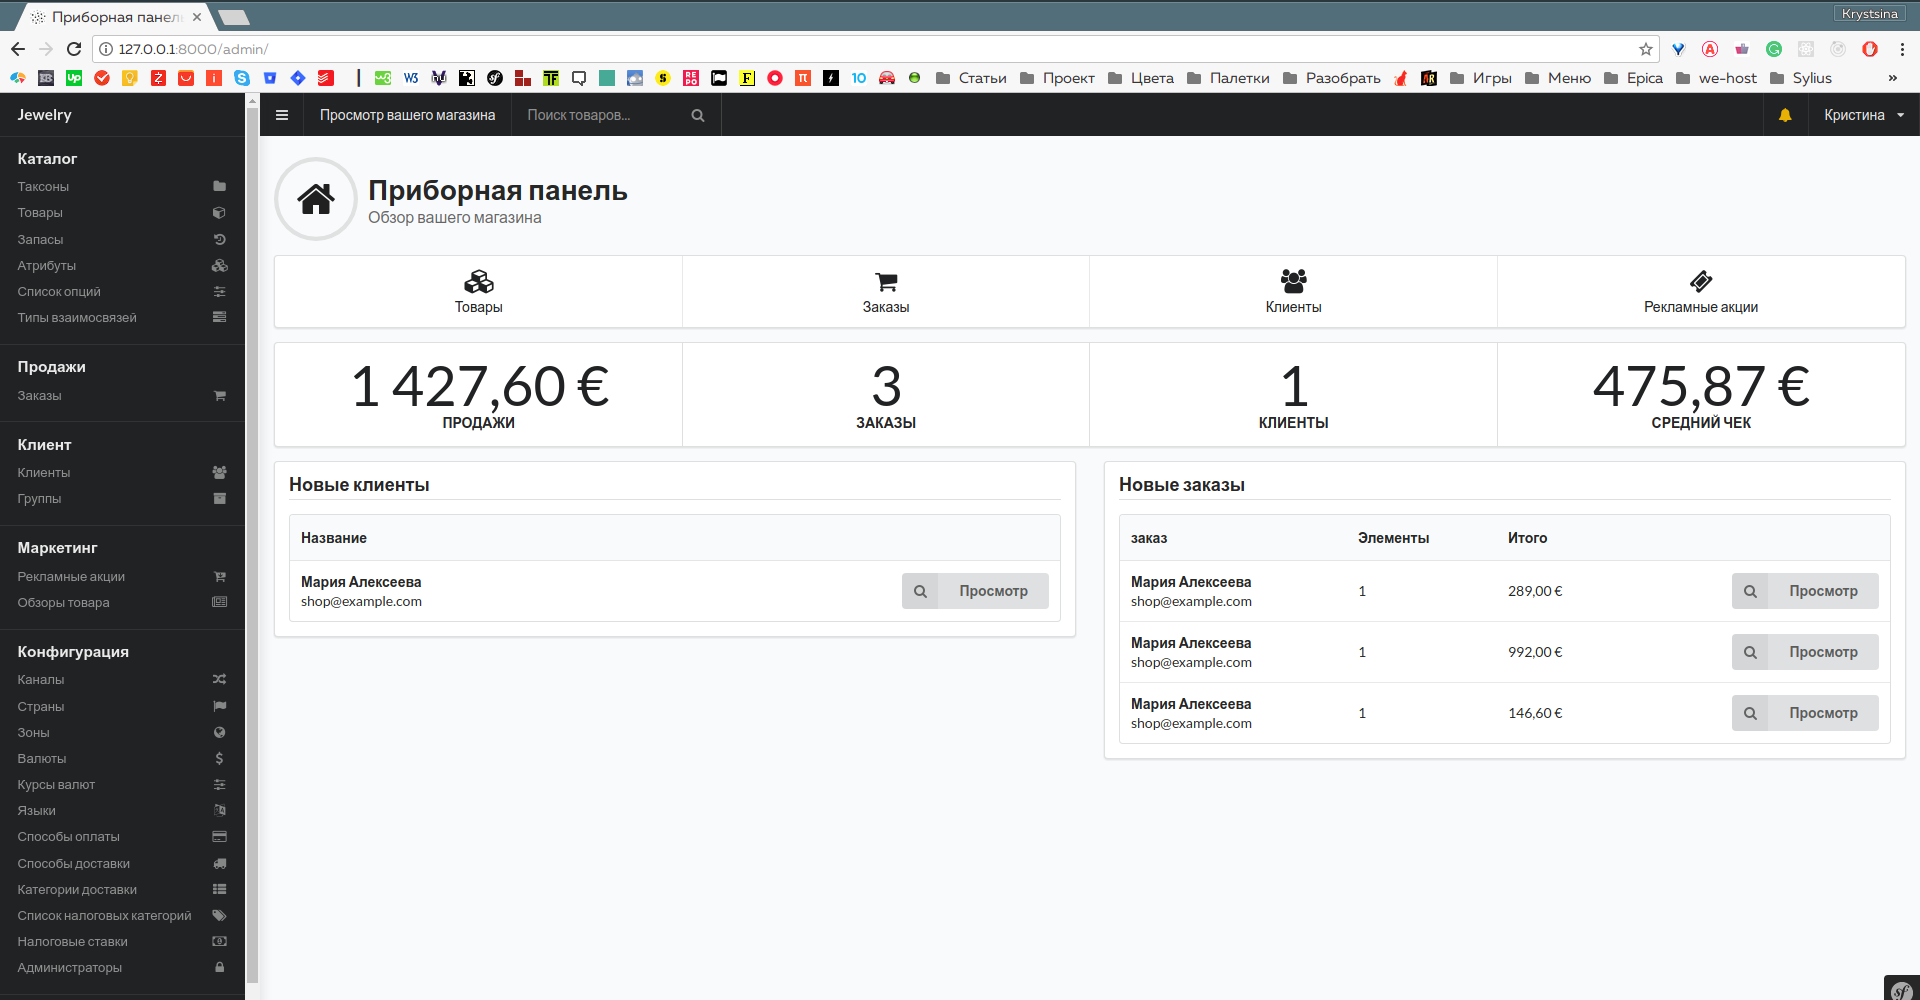 Приборная панель
Krystsina
127.0.0.1:8000/admin/
Статьи
Проект
Цвета
Палетки
Разобрать
Игры
Меню
Epica
we-host
Sylius
»
Jewelry
Просмотр вашего магазина
Поиск товаров...
Кристина
Каталог
Таксоны
Товары
Запасы
Атрибуты
Список опций
Типы взаимосвязей
Продажи
Заказы
Клиент
Клиенты
Группы
Маркетинг
Рекламные акции
Обзоры товара
Конфигурация
Каналы
Страны
Зоны
Валюты
Курсы валют
Языки
Способы оплаты
Способы доставки
Категории доставки
Список налоговых категорий
Налоговые ставки
Администраторы
Приборная панель
Обзор вашего магазина
Товары
Заказы
Клиенты
Рекламные акции
1 427,60 €
ПРОДАЖИ
3
ЗАКАЗЫ
1
КЛИЕНТЫ
475,87 €
СРЕДНИЙ ЧЕК
Новые клиенты
Название
Мария Алексеева
shop@example.com
Просмотр
Новые заказы
заказ Элементы Итого
Мария Алексеева
shop@example.com
1 289,00 € Просмотр
Мария Алексеева
shop@example.com
1 992,00 € Просмотр
Мария Алексеева
shop@example.com
1 146,60 € Просмотр